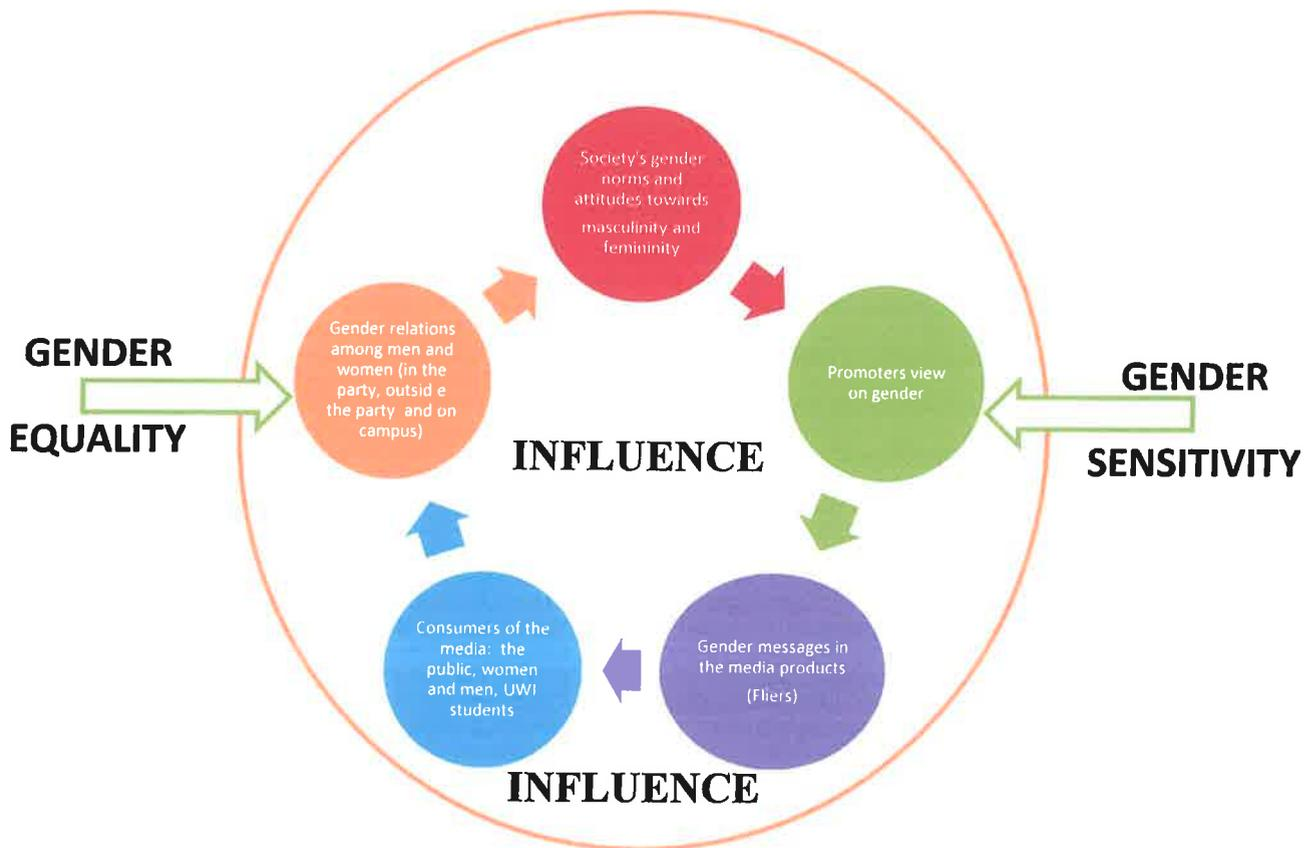 Society's gender
norms and
attitudes towards
masculinity and
femininity
Gender relations
among men and
women (in the
party, outsid e
the party and on
campus)
Promoters view
on gender
GENDER
EQUALITY
GENDER
SENSITIVITY
INFLUENCE
Consumers of the
media: the
public, women
and men, UWI
students
Gender messages in
the media products
(Fliers)
INFLUENCE